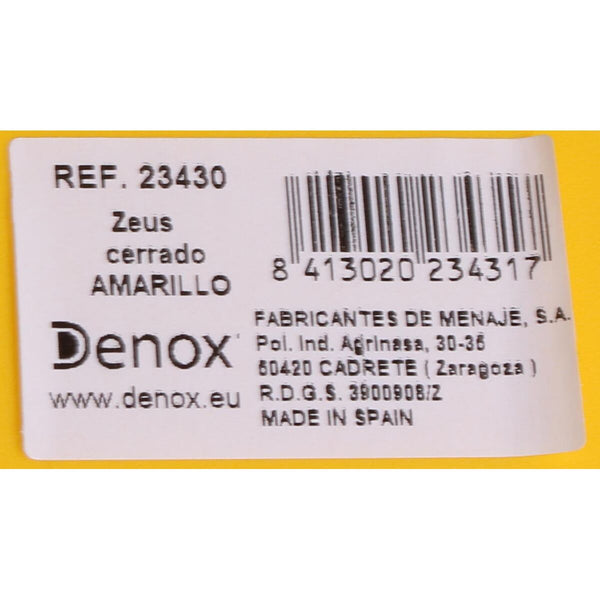 REF. 23430
Zeus
cerrado
AMARILLO
Denox
www.denox.eu
8 413020 234317
FABRICANTES DE MENAJE, S.A.
Pol. Ind. Agrinasa, 30-35
50420 CADRETE ( Zaragoza )
R.D.G.S. 3900908/Z
MADE IN SPAIN